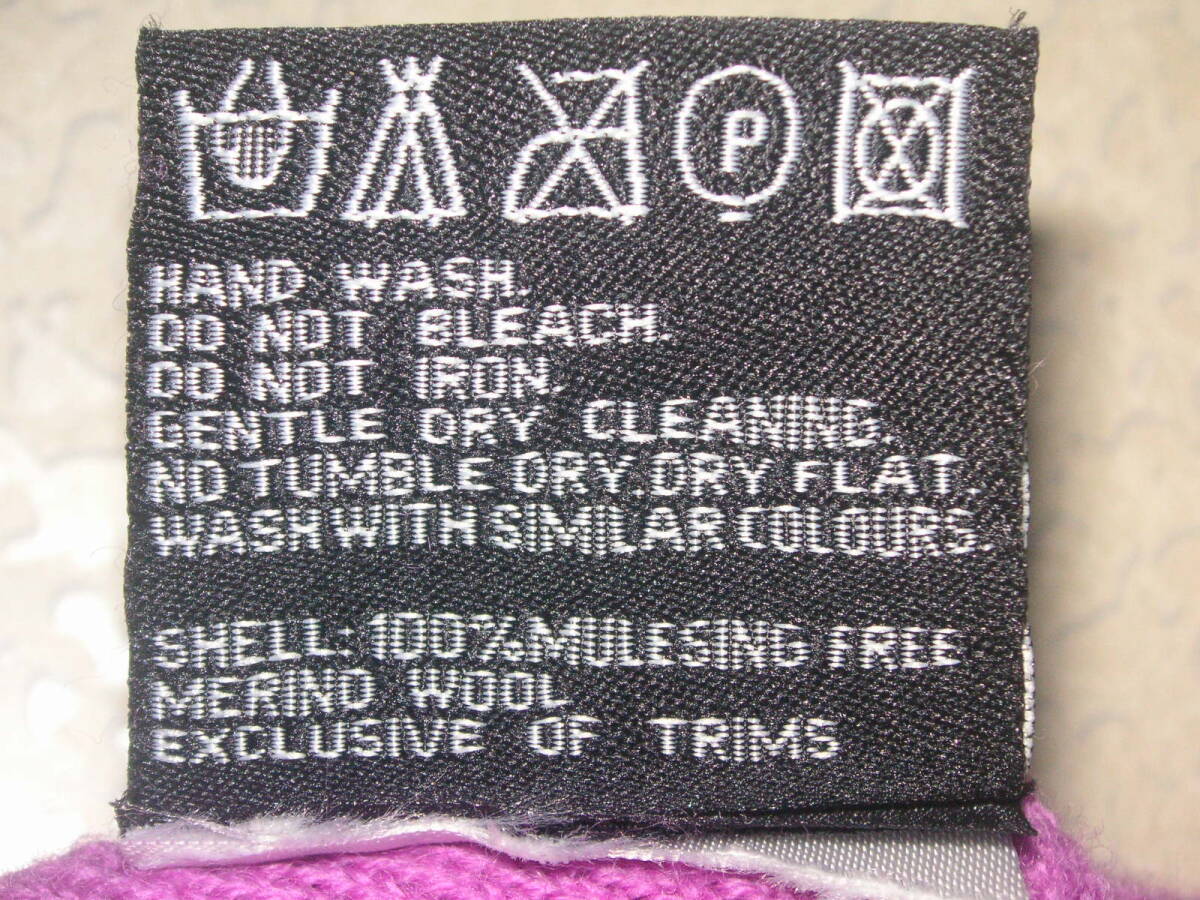 P
HAND WASH.
DO NOT BLEACH.
DO NOT IRON.
GENTLE DRY CLEANING.
NO TUMBLE DRY.DRY FLAT.
WASH WITH SIMILAR COLOURS.
SHELL: 100% MULESING FREE
MERINO WOOL
EXCLUSIVE OF TRIMS